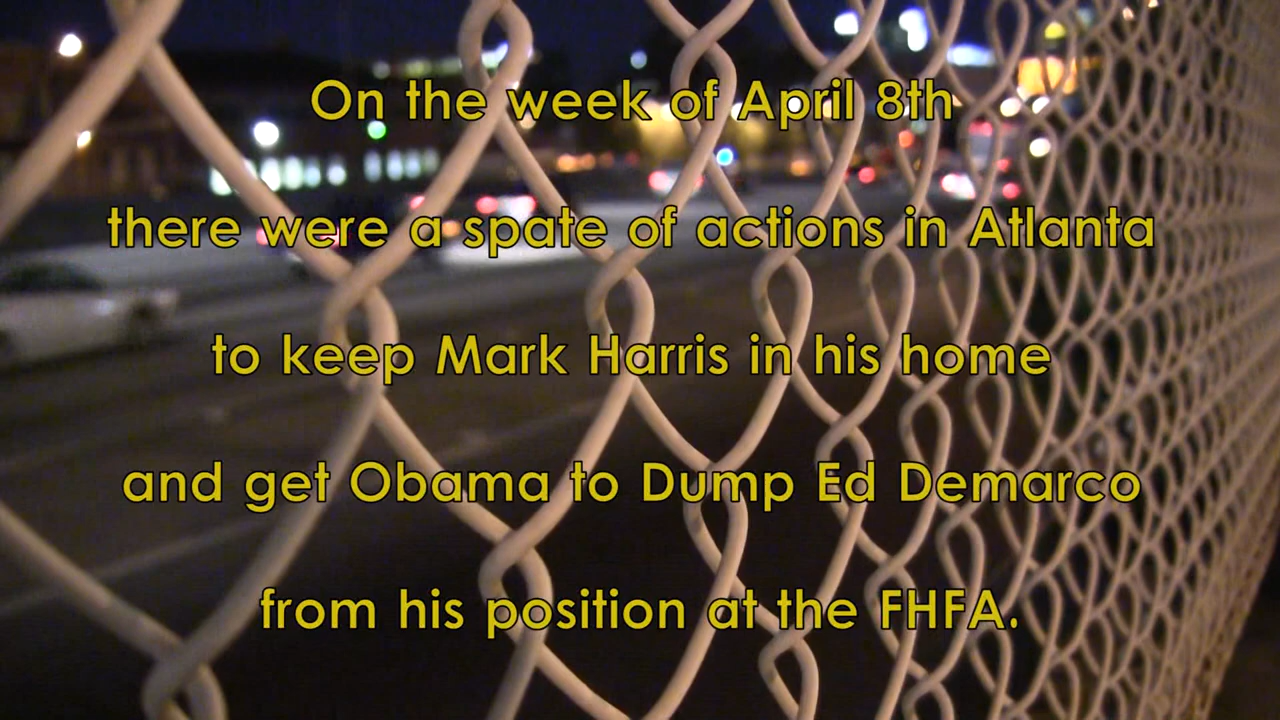 On the week of April 8th
there were a spate of actions in Atlanta
to keep Mark Harris in his home
and get Obama to Dump Ed Demarco
from his position at the FHFA.